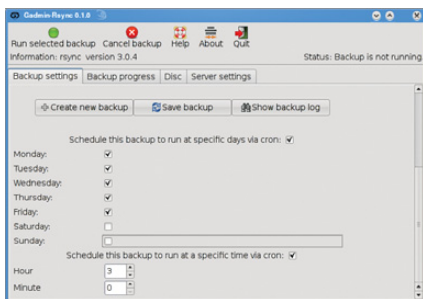 Gadmin-Rsync 0.1.0
Run selected backup Cancel backup Help About Quit
Information: rsync version 3.0.4 Status: Backup is not running
Backup settings Backup progress Disc Server settings
Create new backup Save backup Show backup log
Schedule this backup to run at specific days via cron:
Monday:
Tuesday:
Wednesday:
Thursday:
Friday:
Saturday:
Sunday:
Schedule this backup to run at a specific time via cron:
Hour 3
Minute 0